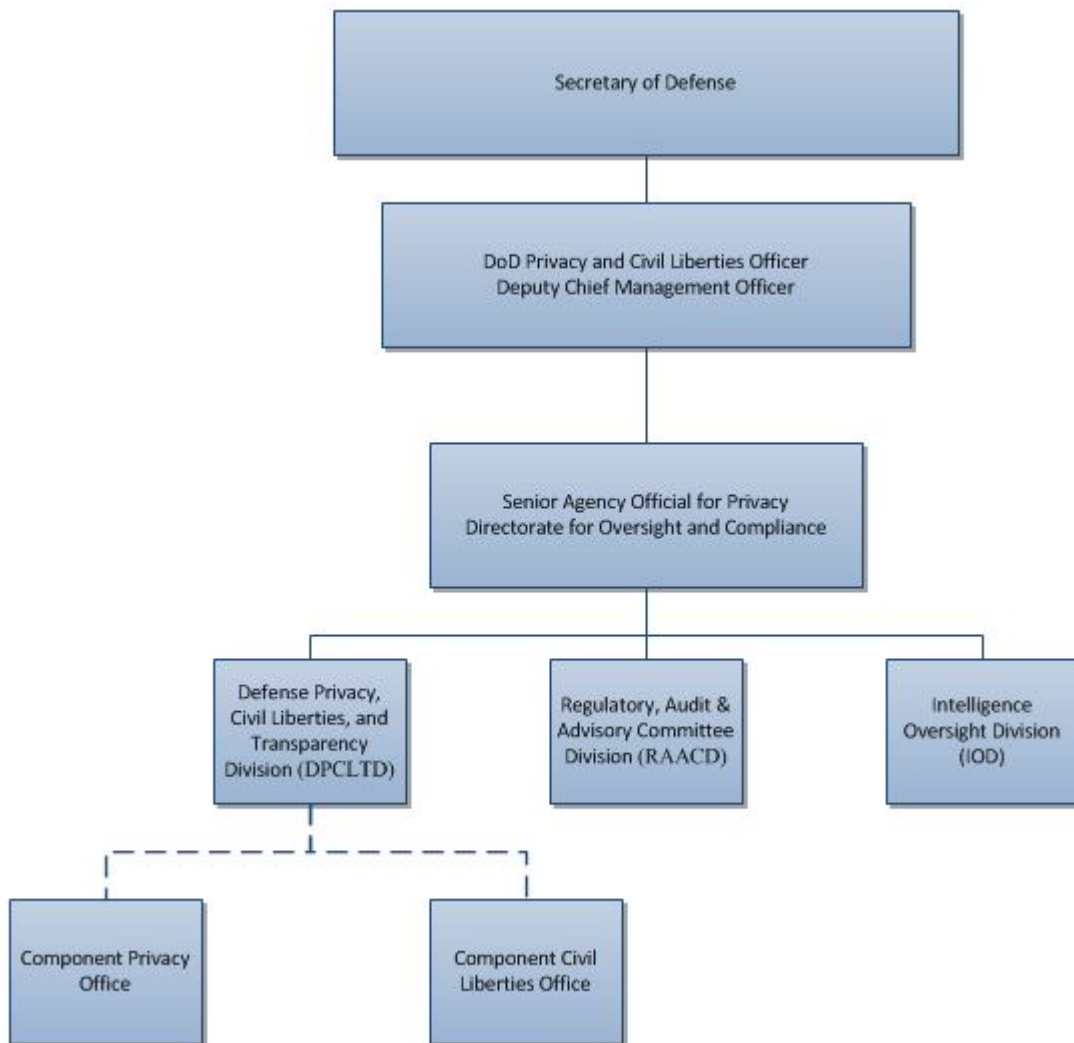 Secretary of Defense
DoD Privacy and Civil Liberties Officer
Deputy Chief Management Officer
Senior Agency Official for Privacy
Directorate for Oversight and Compliance
Defense Privacy,
Civil Liberties, and
Transparency
Division (DPCLTD)
Regulatory, Audit &
Advisory Committee
Division (RAACD)
Intelligence
Oversight Division
(IOD)
Component Privacy
Office
Component Civil
Liberties Office